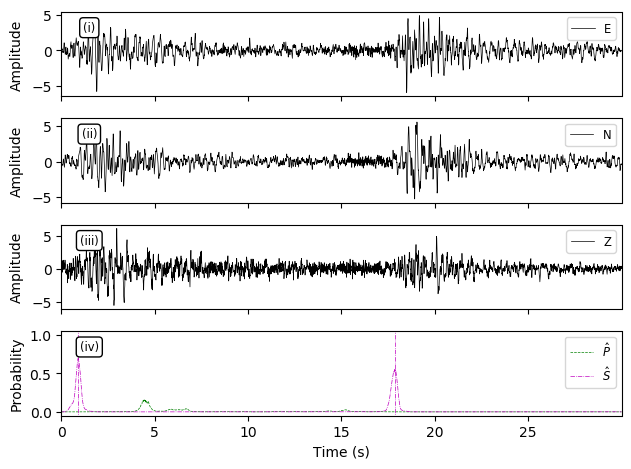 5
0
−5
Amplitude
(i)
E
5
0
−5
Amplitude
(ii)
N
5
0
−5
Amplitude
(iii)
Z
1.0
0.5
0.0
Probability
(iv)
P̂
Ŝ
0 5 10 15 20 25
Time (s)